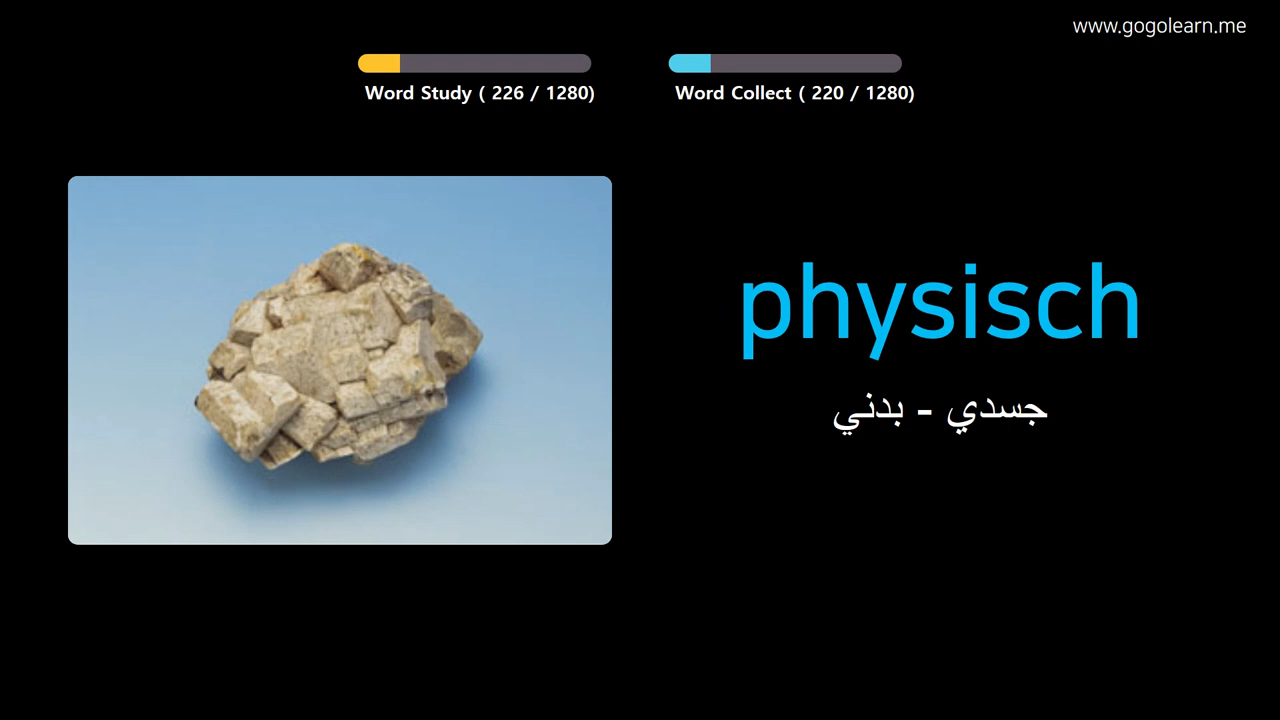 www.gogolearn.me
Word Study ( 226 / 1280)
Word Collect ( 220 / 1280)
physisch
جسدي - بدني